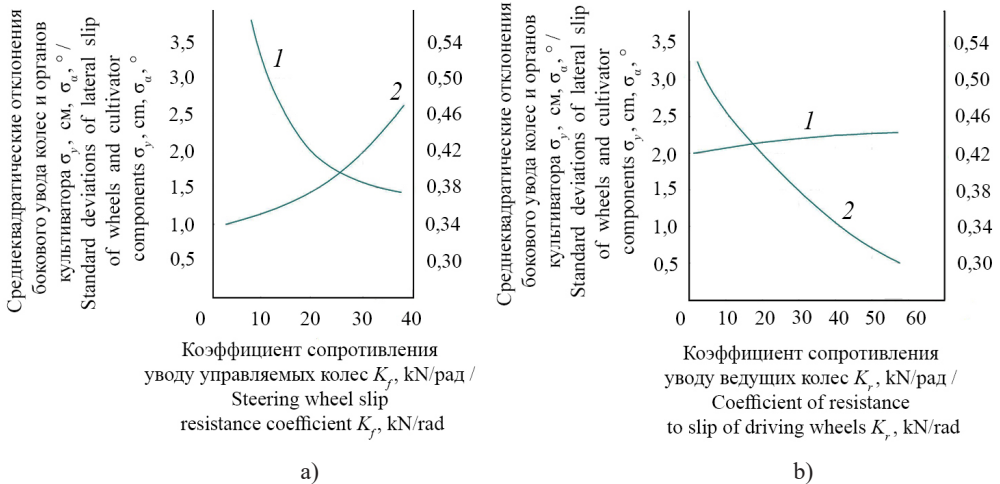 Среднеквадратические отклонения
бокового увода колес и органов
культиватора σy, см, σα, ° /
Standard deviations of lateral slip
of wheels and cultivator
components σy, cm, σα, °
3,5
3,0
2,5
2,0
1,5
1,0
0,5
0,54
0,50
0,46
0,42
0,38
0,34
0,30
1
2
0 10 20 30 40
Коэффициент сопротивления
уводу управляемых колес Kf, kN/рад /
Steering wheel slip
resistance coefficient Kf, kN/rad
a)
Среднеквадратические отклонения
бокового увода колес и органов
культиватора σy, см, σα, ° /
Standard deviations of lateral slip
of wheels and cultivator
components σy, cm, σα, °
3,5
3,0
2,5
2,0
1,5
1,0
0,5
0,54
0,50
0,46
0,42
0,38
0,34
0,30
1
2
0 10 20 30 40 50 60
Коэффициент сопротивления
уводу ведущих колес Kr, kN/рад /
Coefficient of resistance
to slip of driving wheels Kr, kN/rad
b)